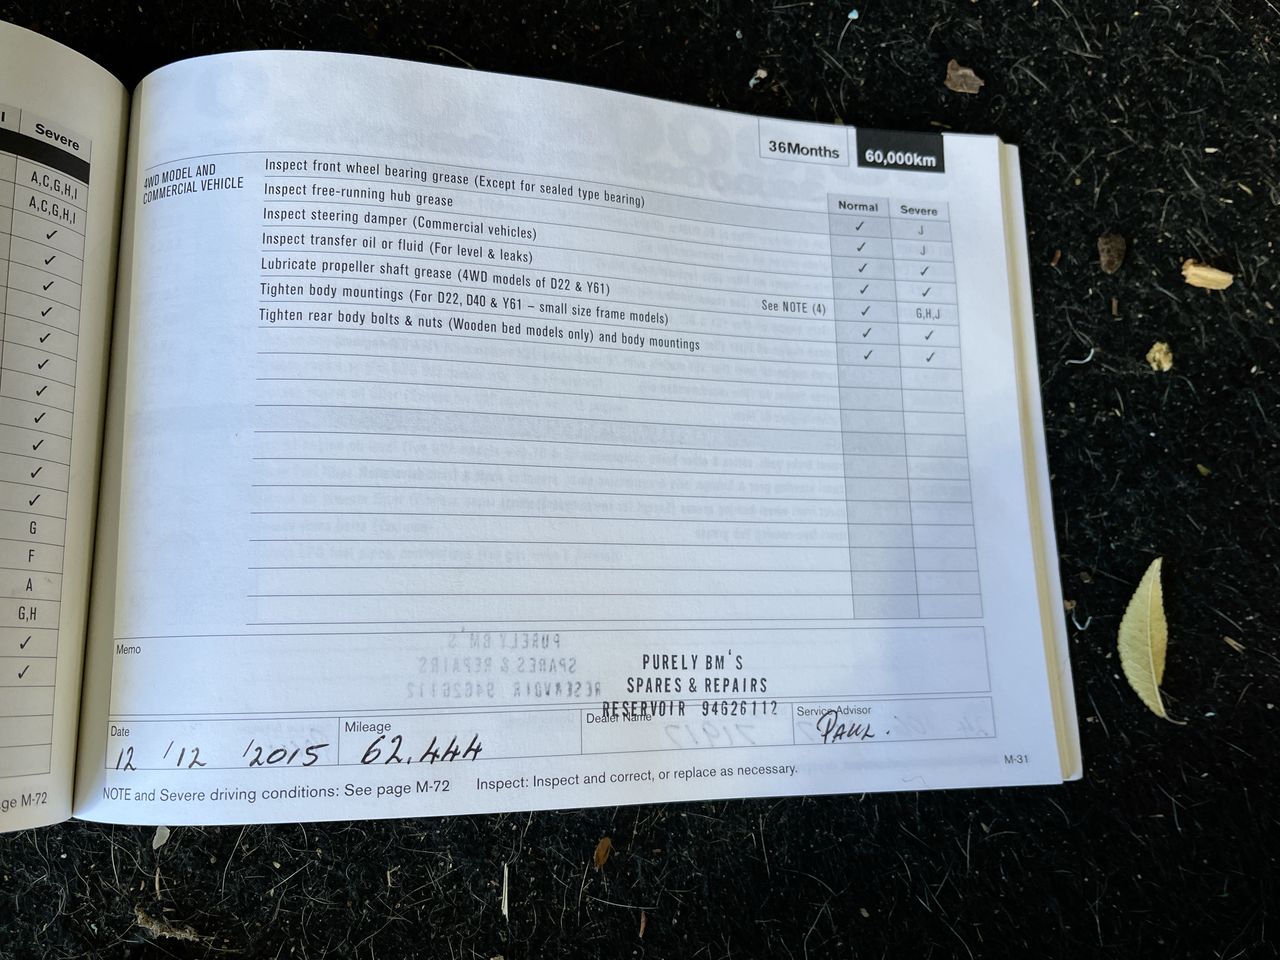 I Severe
A,C,G,H,I
A,C,G,H,I
✓
✓
✓
✓
✓
✓
✓
✓
✓
✓
✓
G
F
A
G,H
✓
✓
ge M-72
36Months 60,000km
Normal Severe
4WD MODEL AND
COMMERCIAL VEHICLE
Inspect front wheel bearing grease (Except for sealed type bearing) ✓ J
Inspect free-running hub grease ✓ J
Inspect steering damper (Commercial vehicles) ✓ ✓
Inspect transfer oil or fluid (For level & leaks) ✓ ✓
Lubricate propeller shaft grease (4WD models of D22 & Y61) See NOTE (4) ✓ G,H,J
Tighten body mountings (For D22, D40 & Y61 – small size frame models) ✓ ✓
Tighten rear body bolts & nuts (Wooden bed models only) and body mountings ✓ ✓
Memo
PURELY BM'S
SPARES & REPAIRS
RESERVOIR 94626112
Date Mileage Dealer Name Service Advisor
12 /12 /2015 62.444 PAUL.
NOTE and Severe driving conditions: See page M-72 Inspect: Inspect and correct, or replace as necessary.
M-31